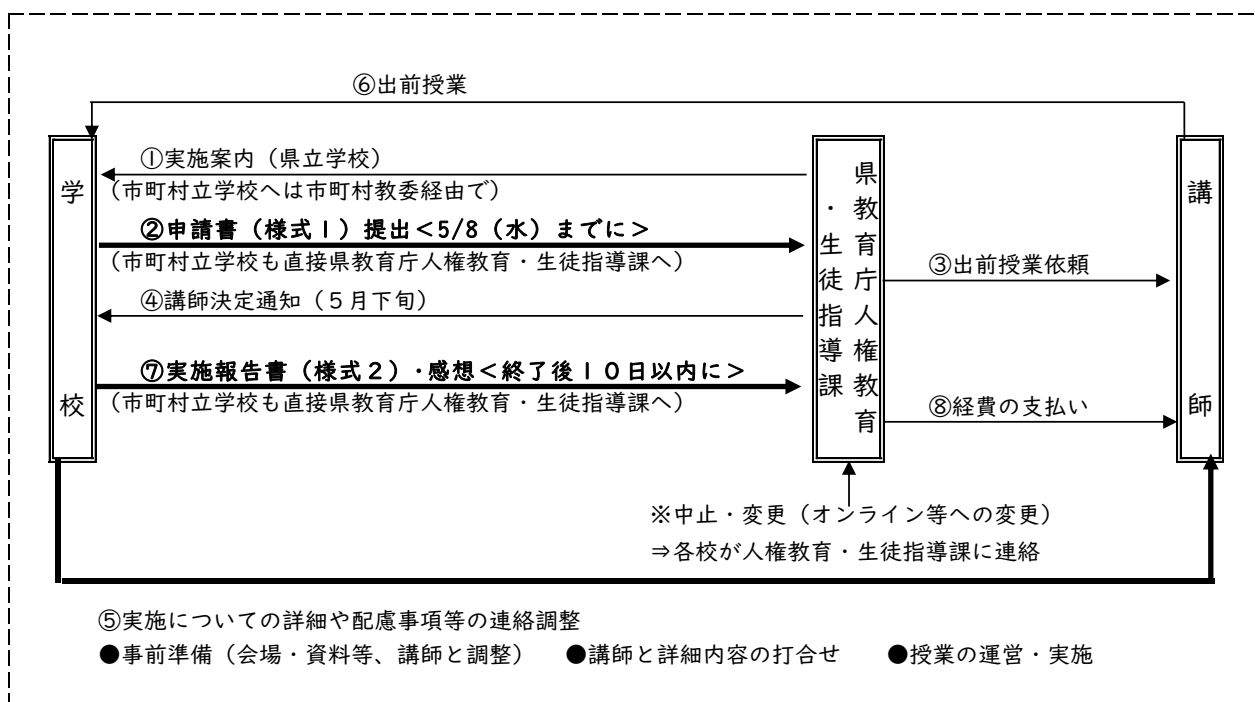 ⑥出前授業
①実施案内（県立学校）
（市町村立学校へは市町村教委経由で）
②申請書（様式１）提出＜5/8（水）までに＞
（市町村立学校も直接県教育庁人権教育・生徒指導課へ）
③出前授業依頼
④講師決定通知（５月下旬）
⑦実施報告書（様式２）・感想＜終了後１０日以内に＞
（市町村立学校も直接県教育庁人権教育・生徒指導課へ）
⑧経費の支払い
学校
県教育庁人権教育
・生徒指導課
講師
※中止・変更（オンライン等への変更）
⇒各校が人権教育・生徒指導課に連絡
⑤実施についての詳細や配慮事項等の連絡調整
●事前準備（会場・資料等、講師と調整）　●講師と詳細内容の打合せ　●授業の運営・実施